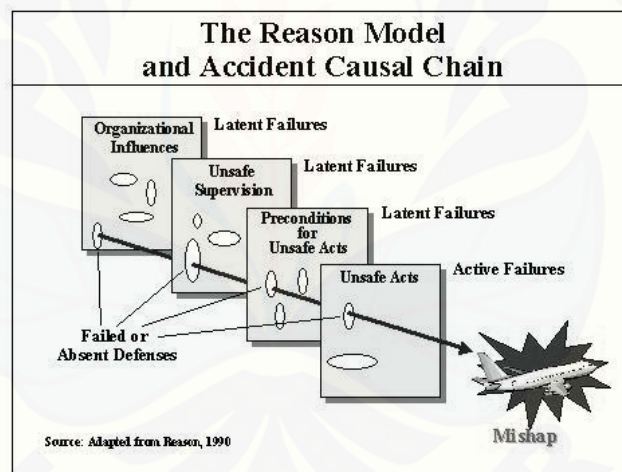 The Reason Model
and Accident Causal Chain
Organizational
Influences
Latent Failures
Unsafe
Supervision
Latent Failures
Preconditions
for
Unsafe Acts
Latent Failures
Unsafe Acts
Active Failures
Failed or
Absent Defenses
Mishap
Source: Adapted from Reason, 1990